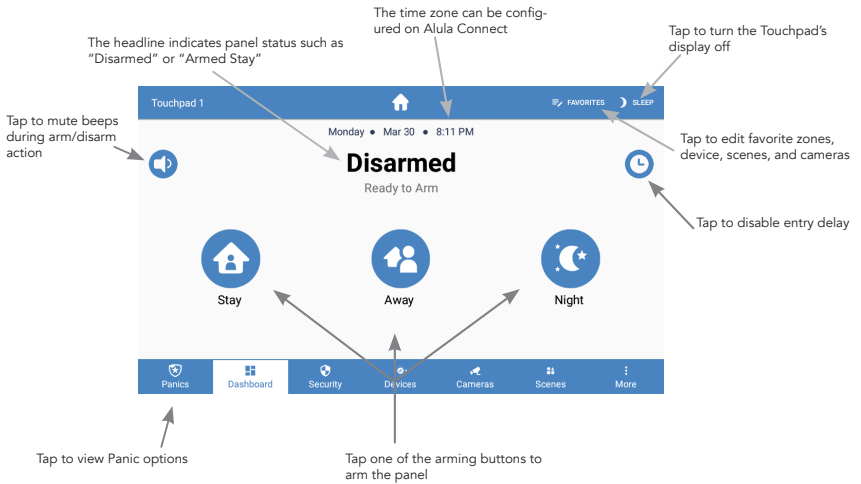 The time zone can be config-
ured on Alula Connect
Tap to turn the Touchpad's
display off
The headline indicates panel status such as
“Disarmed” or “Armed Stay”
Touchpad 1
FAVORITES
SLEEP
Tap to mute beeps
during arm/disarm
action
Monday ● Mar 30 ● 8:11 PM
Tap to edit favorite zones,
device, scenes, and cameras
Disarmed
Ready to Arm
Tap to disable entry delay
Stay
Away
Night
Panics
Dashboard
Security
Devices
Cameras
Scenes
More
Tap to view Panic options
Tap one of the arming buttons to
arm the panel